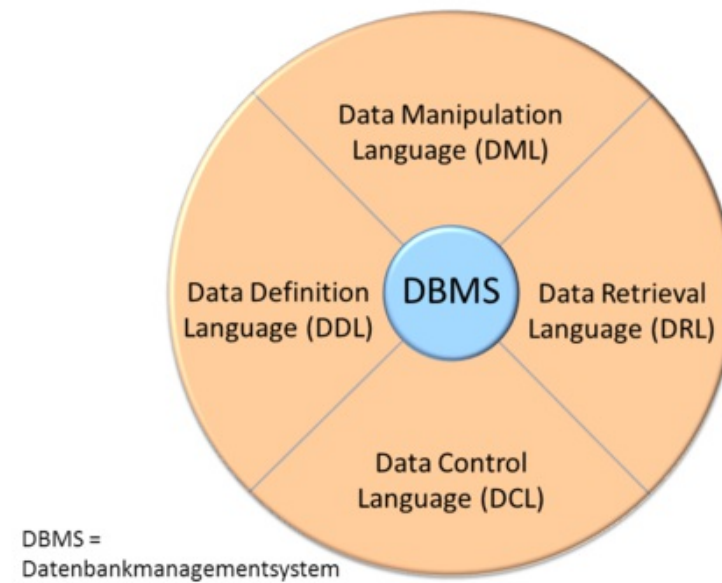 Data Manipulation
Language (DML)
Data Definition
Language (DDL)
DBMS
Data Retrieval
Language (DRL)
Data Control
Language (DCL)
DBMS =
Datenbankmanagementsystem